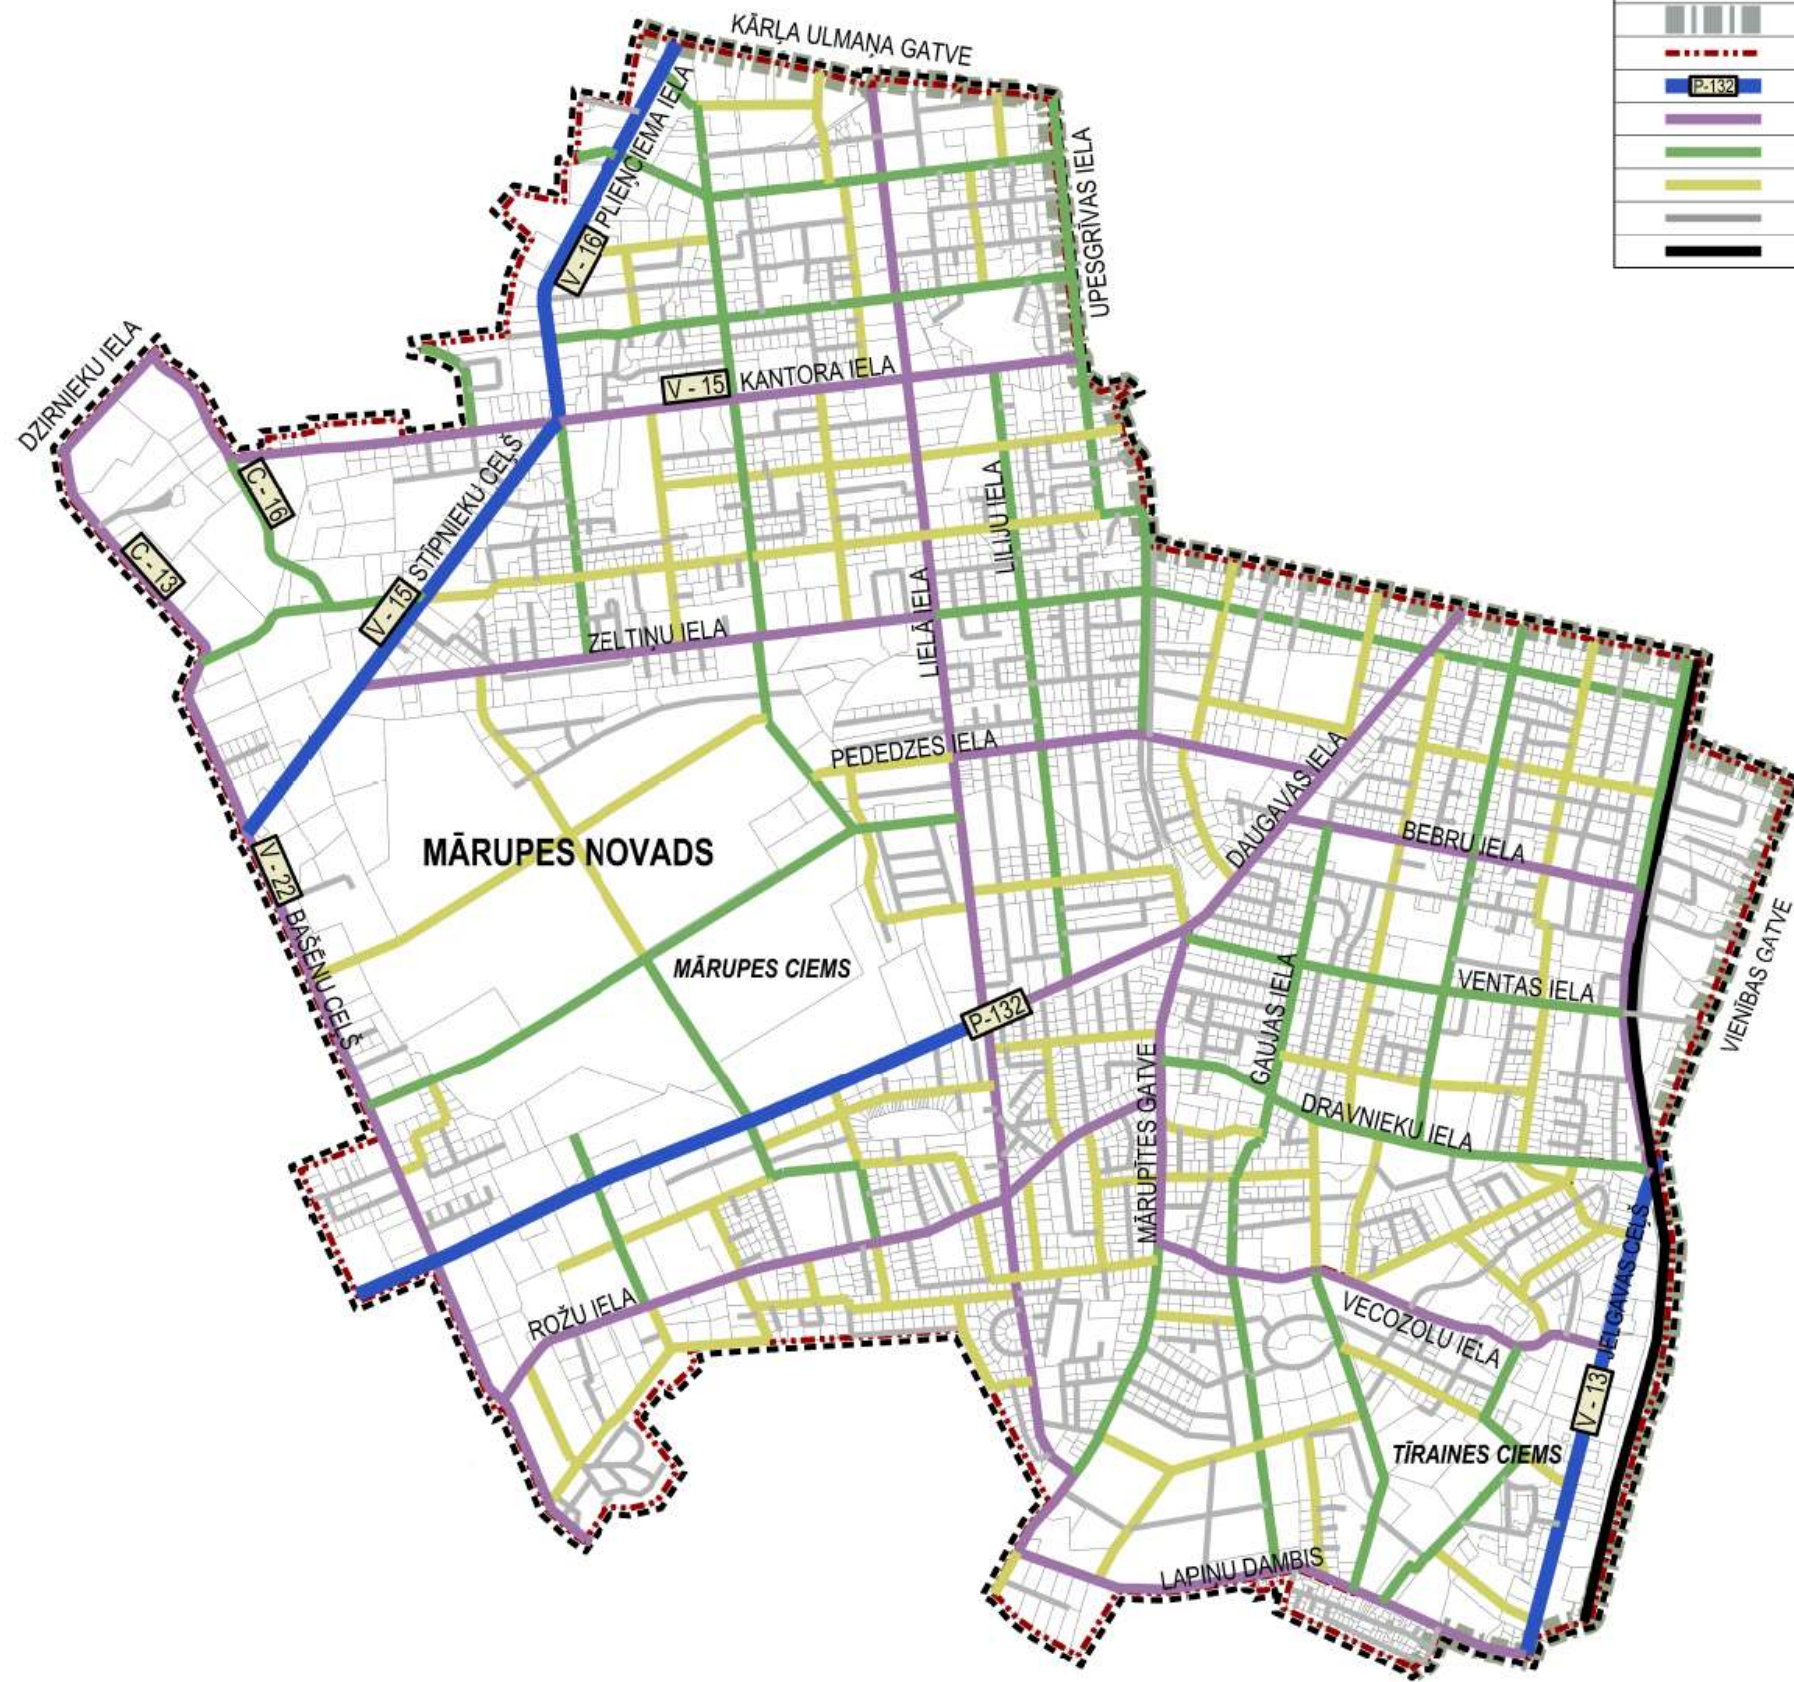 KĀRĻA ULMAŅA GATVE
P-132
V - 16
PLIEŅCIEMA IELA
UPESGRĪVAS IELA
DZIRNIEKU IELA
V - 15
KANTORA IELA
C - 16
C - 13
V - 15
STĪPNIEKU CEĻŠ
LILIJU IELA
ZELTIŅU IELA
LIELĀ IELA
PEDEDZES IELA
DAUGAVAS IELA
BEBRU IELA
MĀRUPES NOVADS
V - 22
BAŠĒNU CEĻŠ
MĀRUPES CIEMS
VIENĪBAS GATVE
VENTAS IELA
P-132
GAUJAS IELA
MĀRUPĪTES GATVE
DRAVNIEKU IELA
ROŽU IELA
VECOZOLU IELA
JELGAVAS CEĻŠ
V - 13
TĪRAINES CIEMS
LAPIŅU DAMBIS